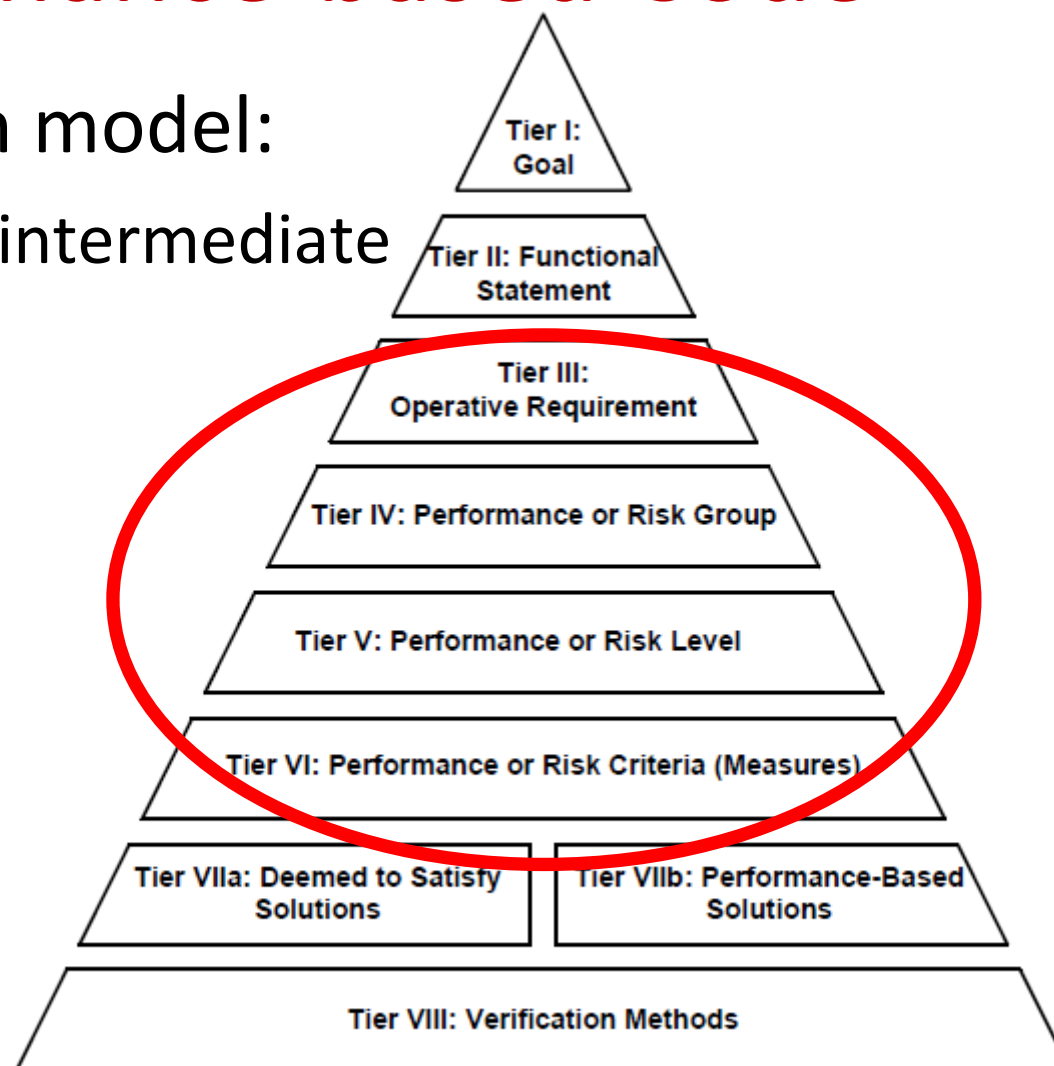 n model:
intermediate
Tier I:
Goal
Tier II: Functional
Statement
Tier III:
Operative Requirement
Tier IV: Performance or Risk Group
Tier V: Performance or Risk Level
Tier VI: Performance or Risk Criteria (Measures)
Tier VIIa: Deemed to Satisfy
Solutions
Tier VIIb: Performance-Based
Solutions
Tier VIII: Verification Methods